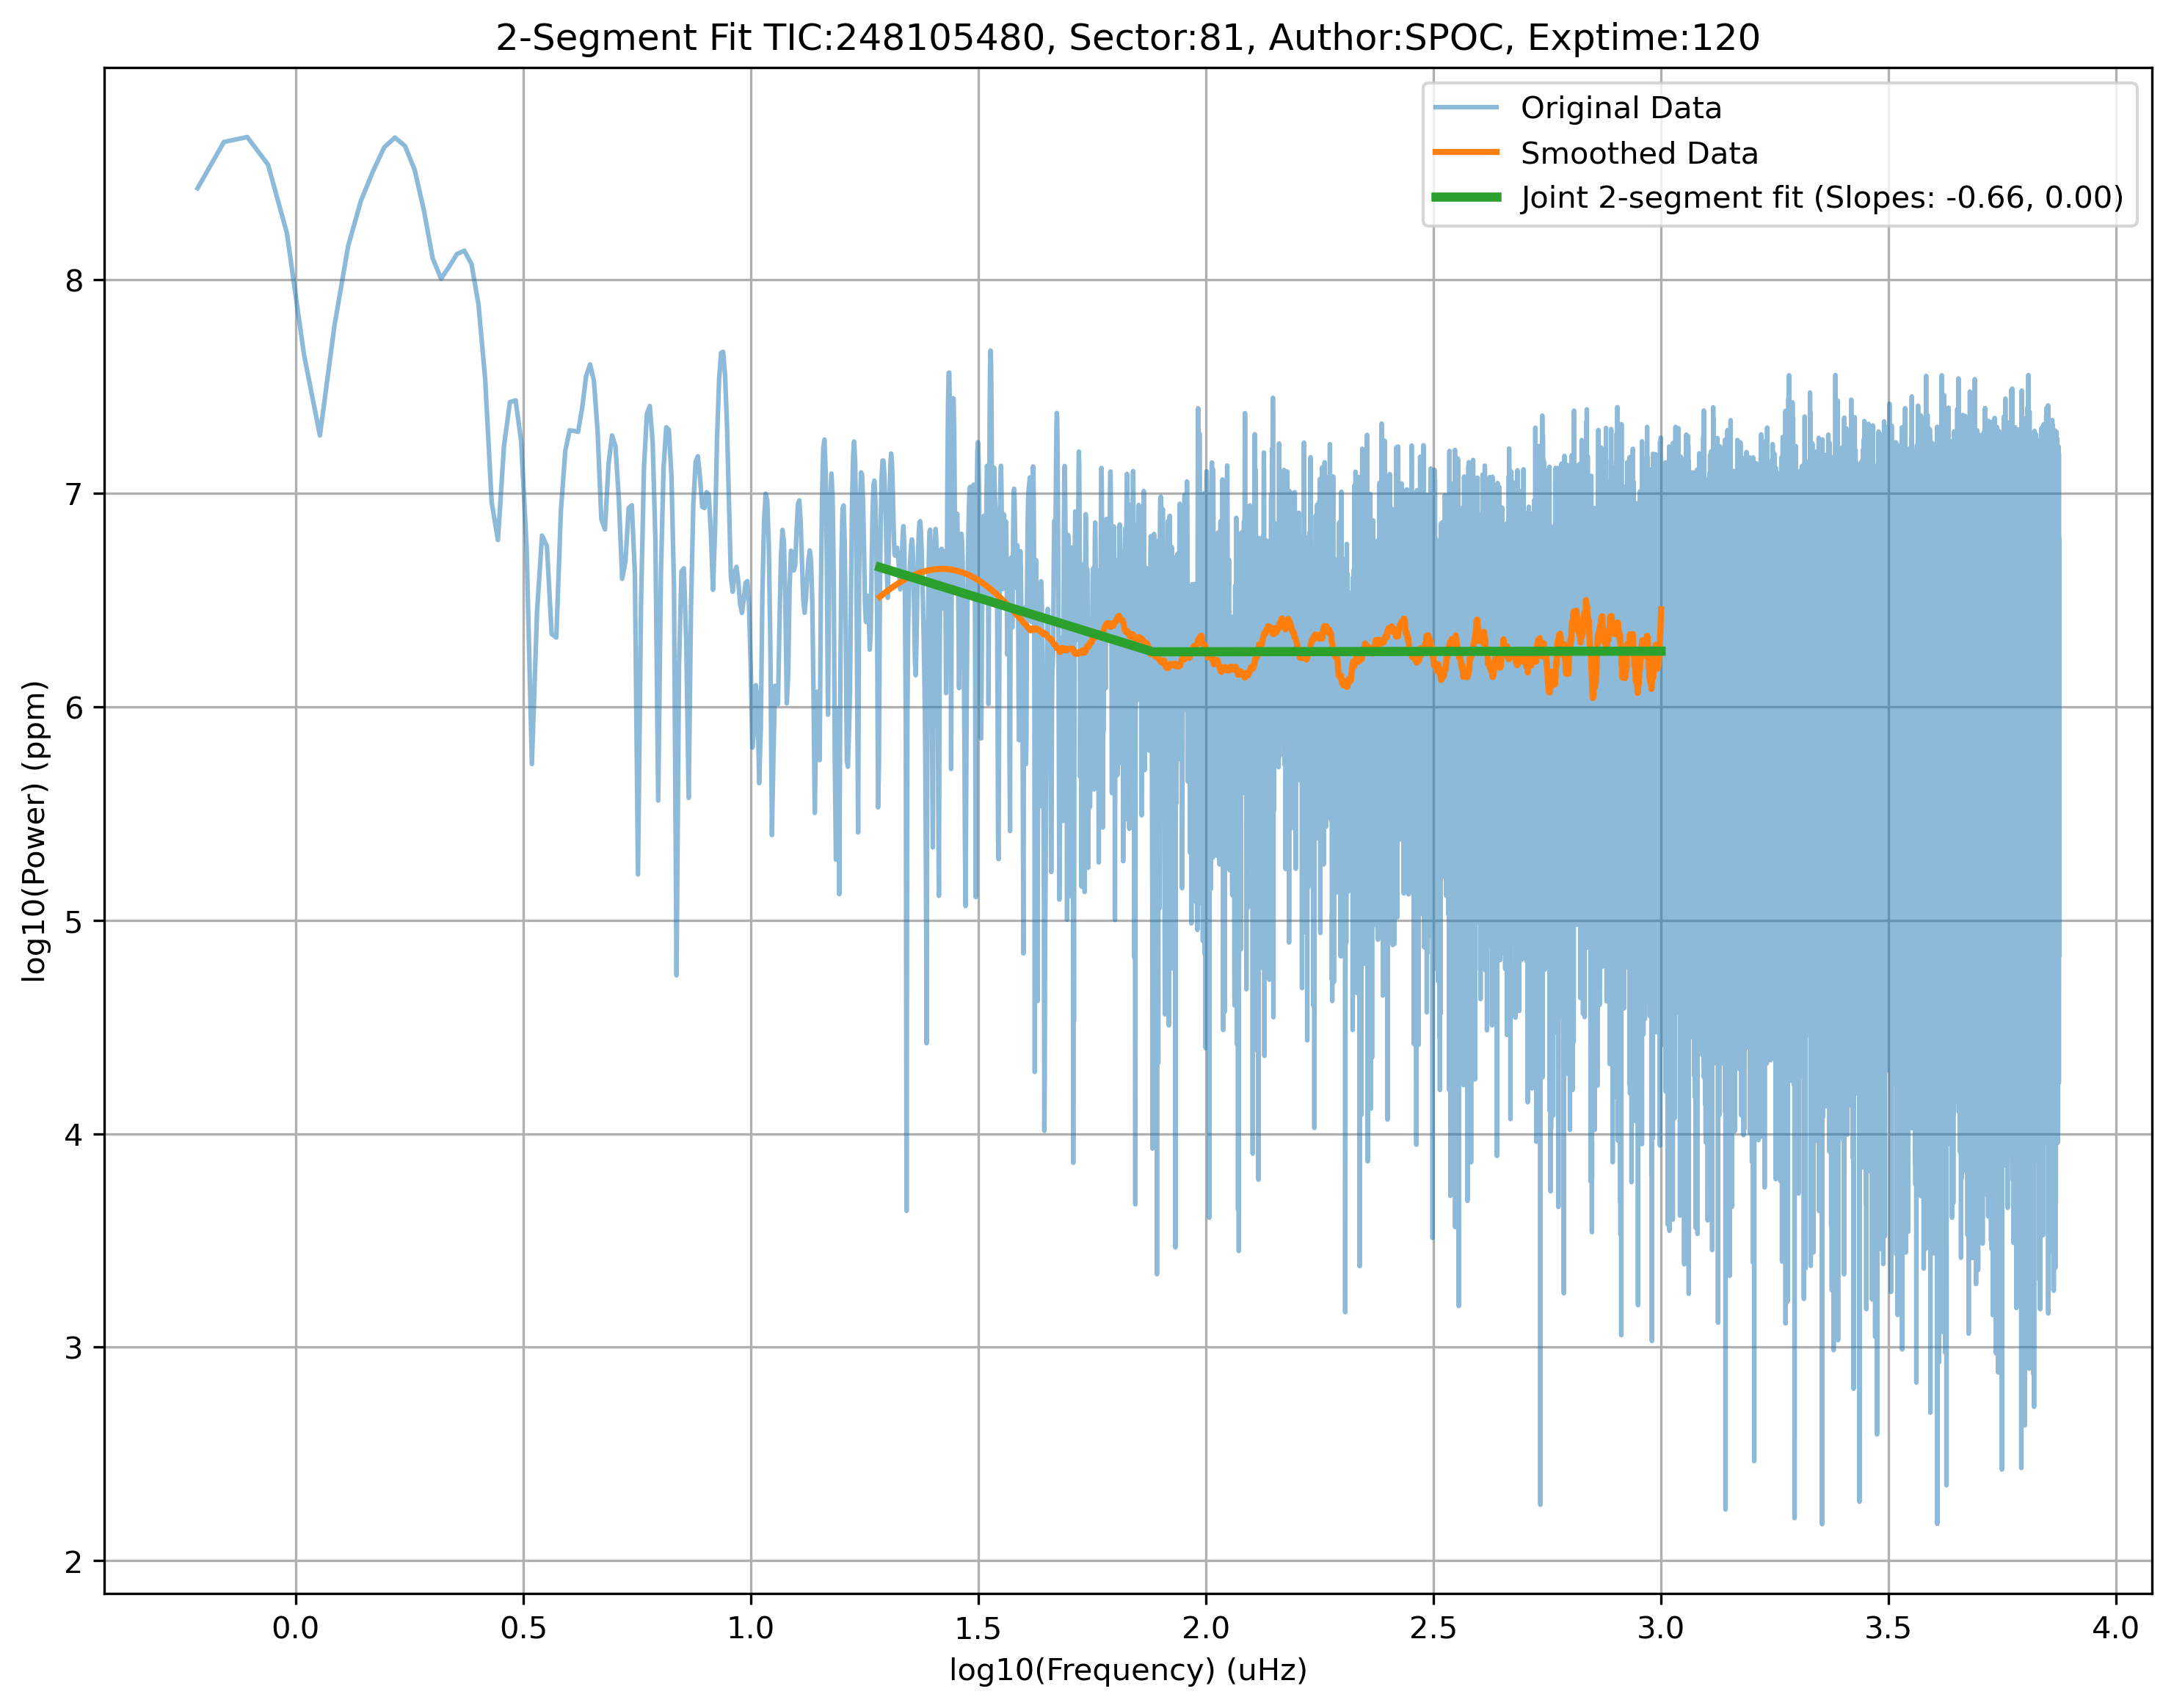 2-Segment Fit TIC:248105480, Sector:81, Author:SPOC, Exptime:120
Original Data
Smoothed Data
Joint 2-segment fit (Slopes: -0.66, 0.00)
log10(Power) (ppm)
8
7
6
5
4
3
2
0.0 0.5 1.0 1.5 2.0 2.5 3.0 3.5 4.0
log10(Frequency) (uHz)